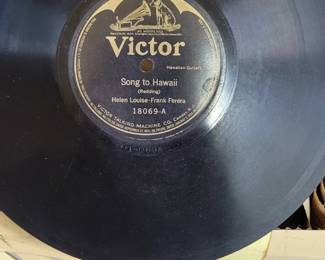 Victor
Hawaiian Guitars
Song to Hawaii
(Redding)
Helen Louise-Frank Ferera
18069-A
VICTOR TALKING MACHINE CO.